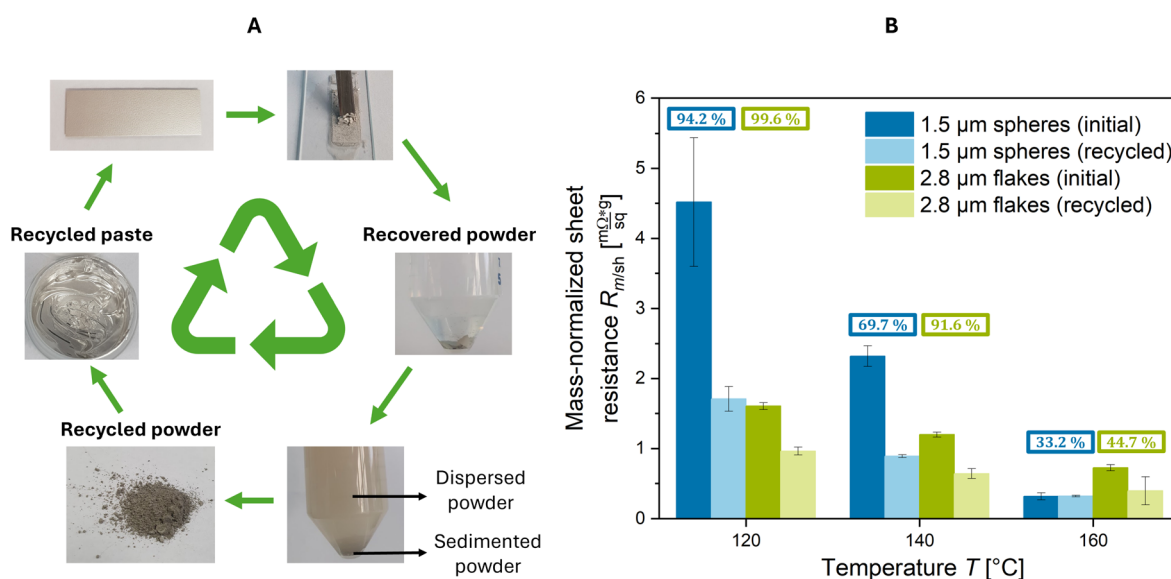 A
Recycled paste
Recovered powder
Recycled powder
Dispersed
powder
Sedimented
powder
B
Mass-normalized sheet
resistance R_{m/sh} [mΩ*g/sq]
6
5
4
3
2
1
0
94.2 %
99.6 %
1.5 µm spheres (initial)
1.5 µm spheres (recycled)
2.8 µm flakes (initial)
2.8 µm flakes (recycled)
69.7 %
91.6 %
33.2 %
44.7 %
120
140
160
Temperature T [°C]